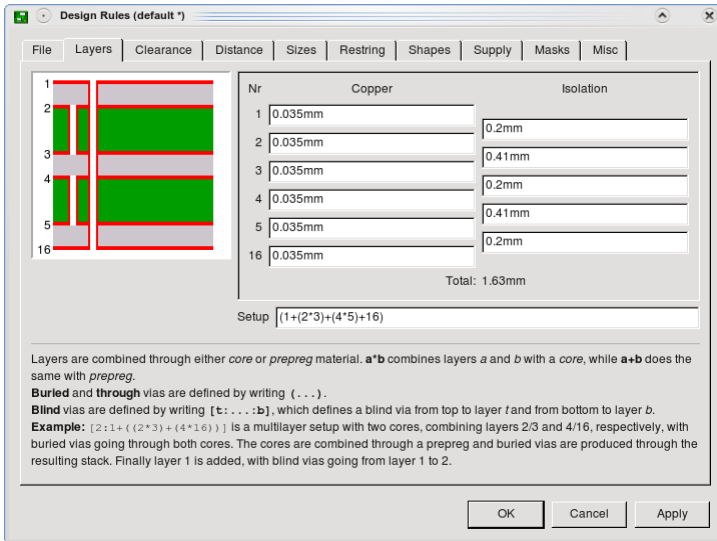 Design Rules (default *)
File Layers Clearance Distance Sizes Restring Shapes Supply Masks Misc
1
2
3
4
5
16
Nr Copper Isolation
1 0.035mm
0.2mm
2 0.035mm
0.41mm
3 0.035mm
0.2mm
4 0.035mm
0.41mm
5 0.035mm
0.2mm
16 0.035mm
Total: 1.63mm
Setup (1+(2*3)+(4*5)+16)
Layers are combined through either core or prepreg material. a*b combines layers a and b with a core, while a+b does the
same with prepreg.
Buried and through vias are defined by writing (...).
Blind vias are defined by writing [t:...:b], which defines a blind via from top to layer t and from bottom to layer b.
Example: [2:1+((2*3)+(4*16))] is a multilayer setup with two cores, combining layers 2/3 and 4/16, respectively, with
buried vias going through both cores. The cores are combined through a prepreg and buried vias are produced through the
resulting stack. Finally layer 1 is added, with blind vias going from layer 1 to 2.
OK Cancel Apply